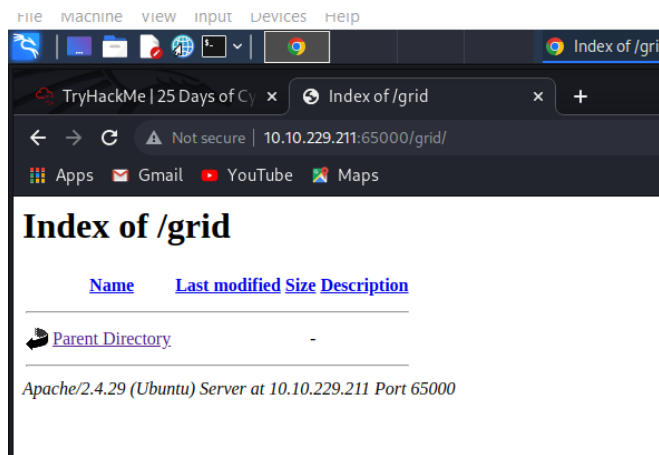 File Machine View Input Devices Help
Index of /gri
TryHackMe | 25 Days of Cy
Index of /grid
Not secure | 10.10.229.211:65000/grid/
Apps Gmail YouTube Maps
Index of /grid
Name Last modified Size Description
Parent Directory -
Apache/2.4.29 (Ubuntu) Server at 10.10.229.211 Port 65000